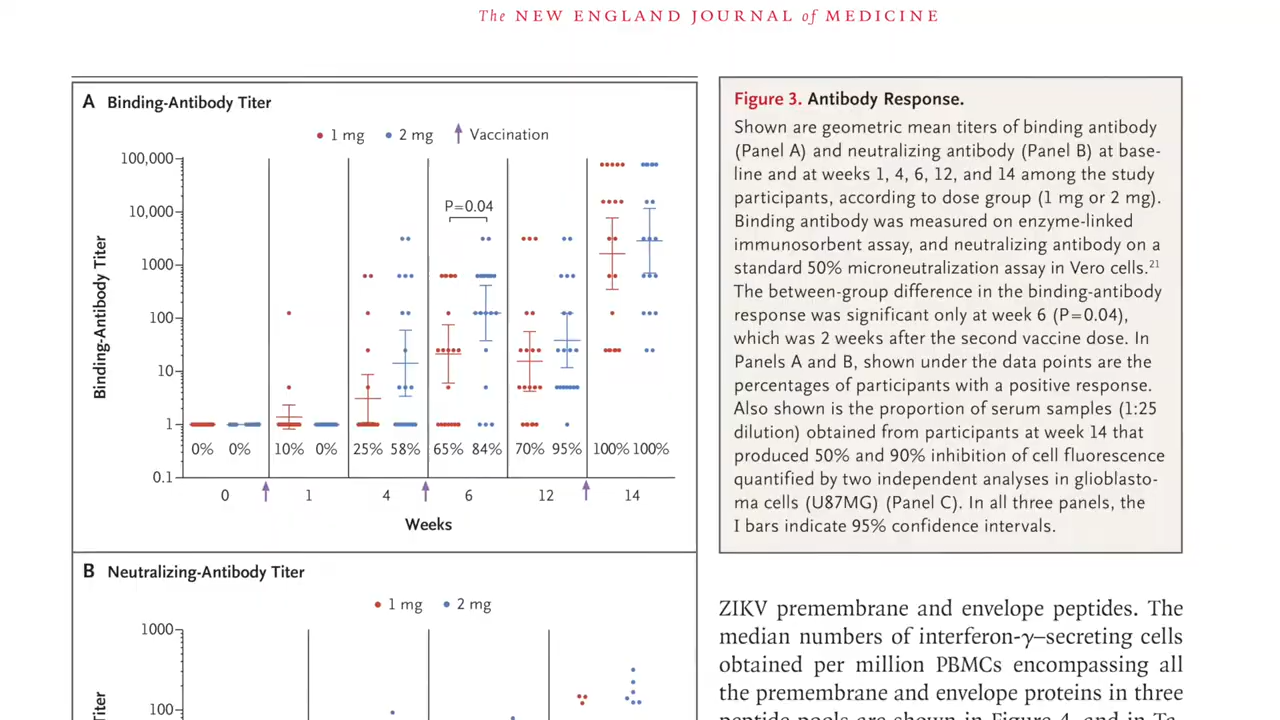 The NEW ENGLAND JOURNAL of MEDICINE
A Binding-Antibody Titer
1 mg 2 mg Vaccination
100,000
10,000
1000
100
10
1
0.1
Binding-Antibody Titer
P=0.04
0% 0% 10% 0% 25% 58% 65% 84% 70% 95% 100% 100%
0 1 4 6 12 14
Weeks
B Neutralizing-Antibody Titer
1 mg 2 mg
1000
100
Titer
Figure 3. Antibody Response.
Shown are geometric mean titers of binding antibody
(Panel A) and neutralizing antibody (Panel B) at base-
line and at weeks 1, 4, 6, 12, and 14 among the study
participants, according to dose group (1 mg or 2 mg).
Binding antibody was measured on enzyme-linked
immunosorbent assay, and neutralizing antibody on a
standard 50% microneutralization assay in Vero cells.21
The between-group difference in the binding-antibody
response was significant only at week 6 (P=0.04),
which was 2 weeks after the second vaccine dose. In
Panels A and B, shown under the data points are the
percentages of participants with a positive response.
Also shown is the proportion of serum samples (1:25
dilution) obtained from participants at week 14 that
produced 50% and 90% inhibition of cell fluorescence
quantified by two independent analyses in glioblasto-
ma cells (U87MG) (Panel C). In all three panels, the
I bars indicate 95% confidence intervals.
ZIKV premembrane and envelope peptides. The
median numbers of interferon-γ–secreting cells
obtained per million PBMCs encompassing all
the premembrane and envelope proteins in three
peptide pools are shown in Figure 4, and in Ta-